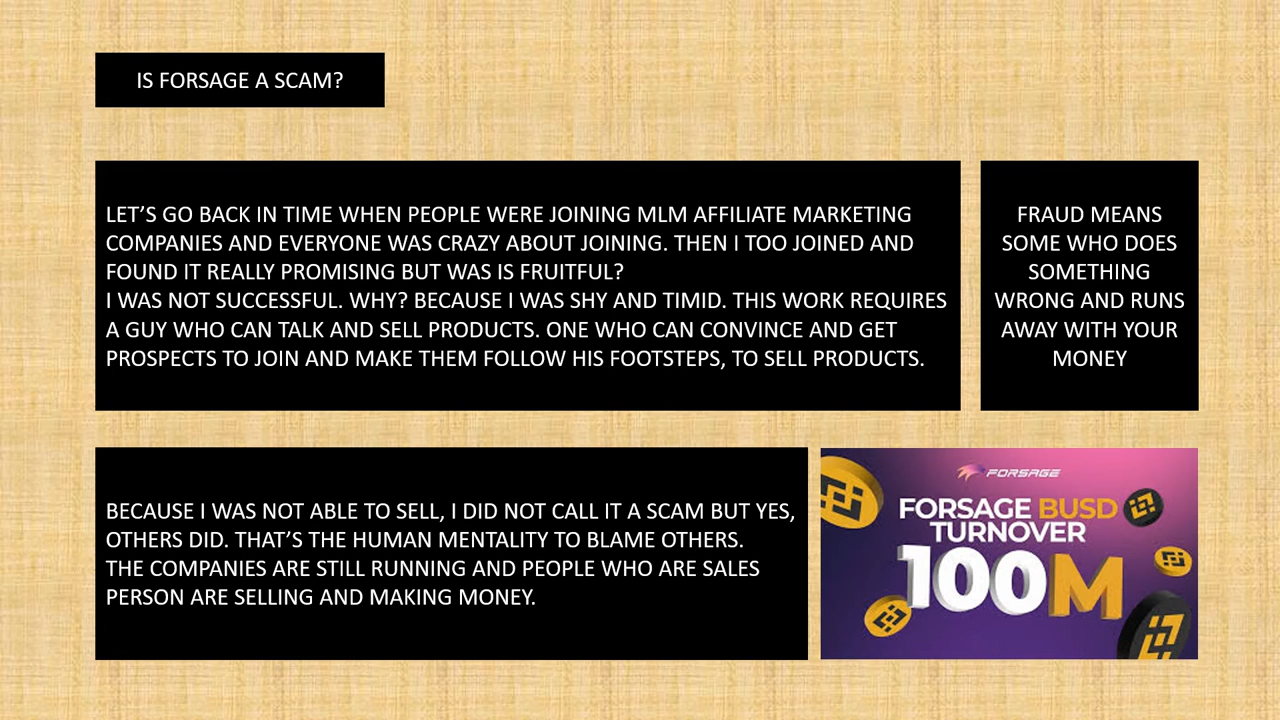 IS FORSAGE A SCAM?
LET’S GO BACK IN TIME WHEN PEOPLE WERE JOINING MLM AFFILIATE MARKETING
COMPANIES AND EVERYONE WAS CRAZY ABOUT JOINING. THEN I TOO JOINED AND
FOUND IT REALLY PROMISING BUT WAS IS FRUITFUL?
I WAS NOT SUCCESSFUL. WHY? BECAUSE I WAS SHY AND TIMID. THIS WORK REQUIRES
A GUY WHO CAN TALK AND SELL PRODUCTS. ONE WHO CAN CONVINCE AND GET
PROSPECTS TO JOIN AND MAKE THEM FOLLOW HIS FOOTSTEPS, TO SELL PRODUCTS.
FRAUD MEANS
SOME WHO DOES
SOMETHING
WRONG AND RUNS
AWAY WITH YOUR
MONEY
BECAUSE I WAS NOT ABLE TO SELL, I DID NOT CALL IT A SCAM BUT YES,
OTHERS DID. THAT’S THE HUMAN MENTALITY TO BLAME OTHERS.
THE COMPANIES ARE STILL RUNNING AND PEOPLE WHO ARE SALES
PERSON ARE SELLING AND MAKING MONEY.
FORSAGE
FORSAGE BUSD
TURNOVER
100M